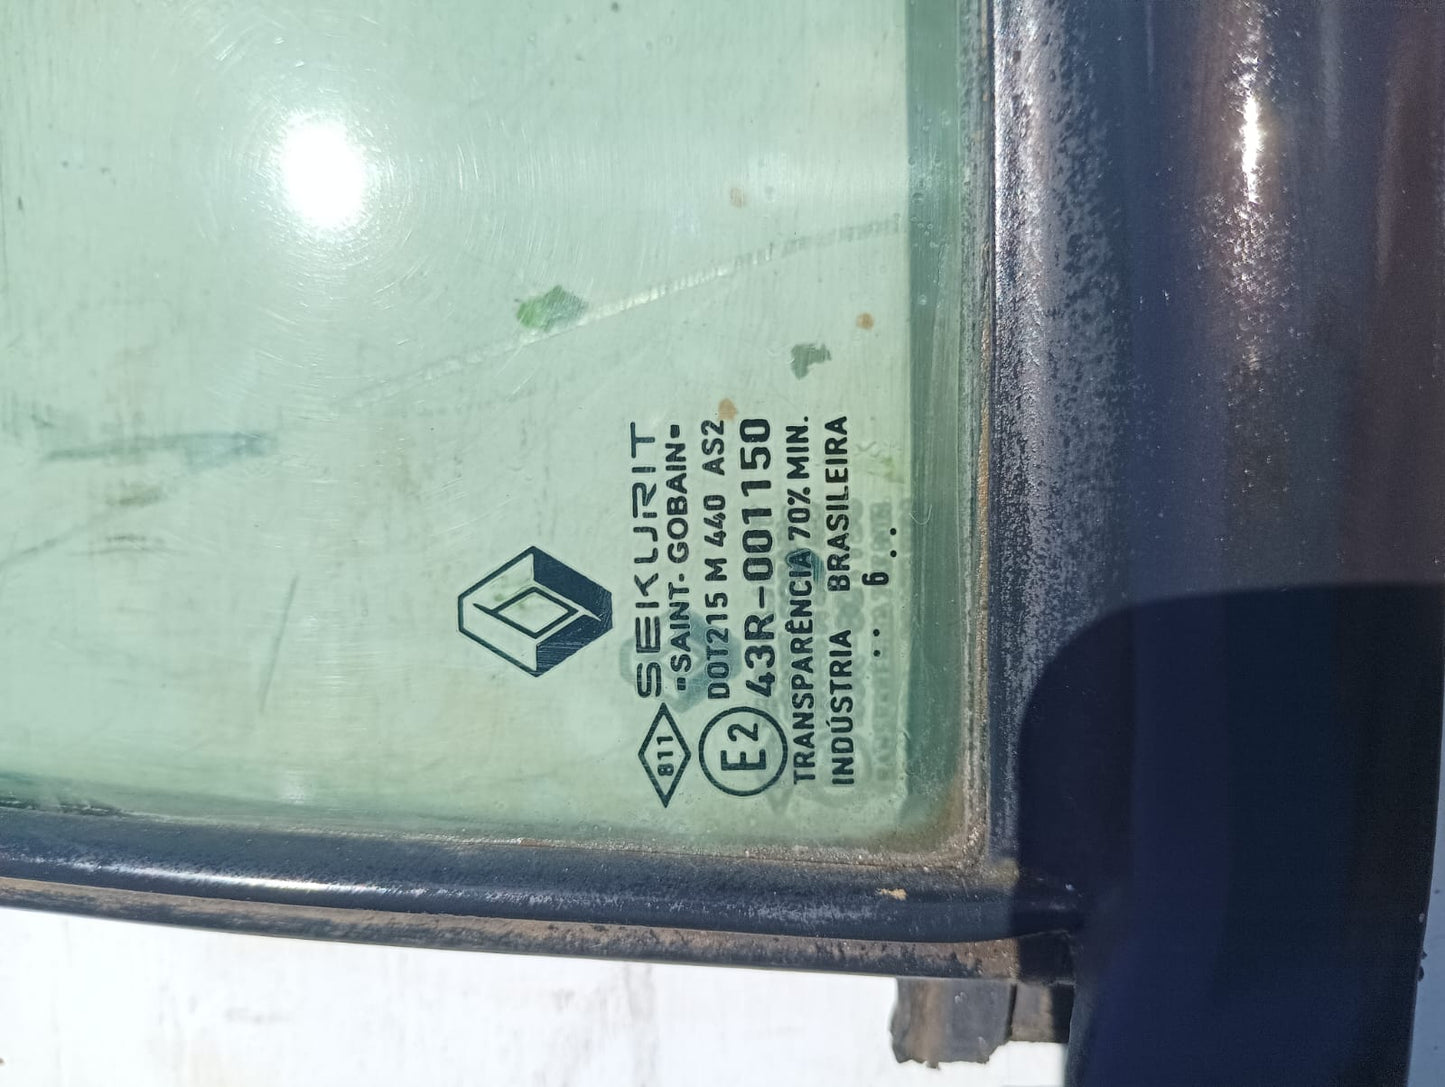 811 SEKURIT
"SAINT-GOBAIN"
DOT215 M 440 AS2
E2 43R-001150
TRANSPARÊNCIA 70% MIN.
INDÚSTRIA BRASILEIRA
.. 6 ..